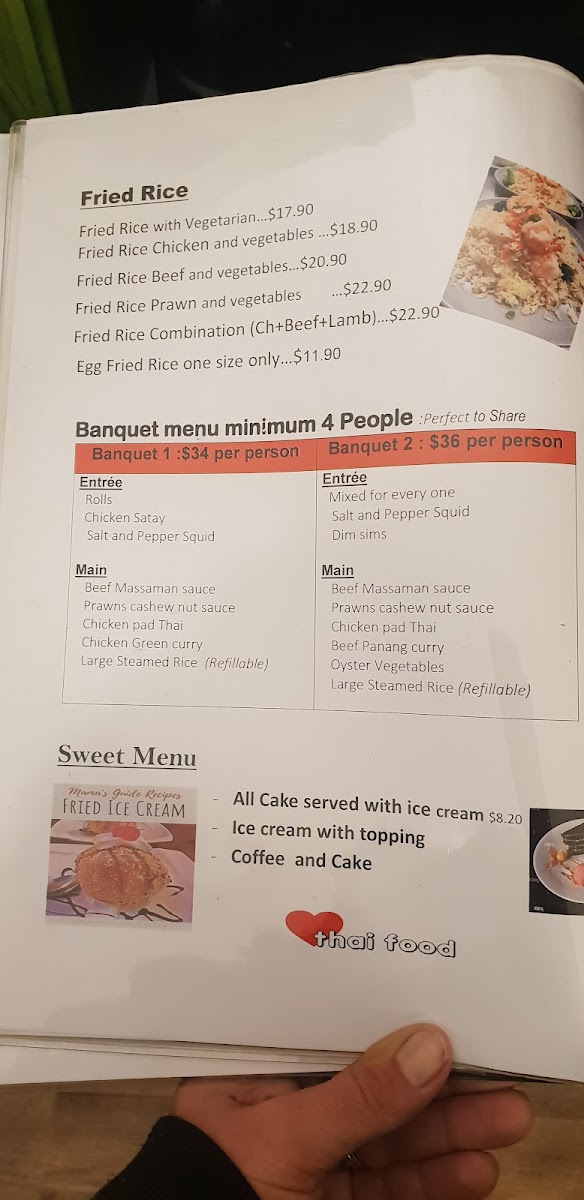 Fried Rice
Fried Rice with Vegetarian...$17.90
Fried Rice Chicken and vegetables ...$18.90
Fried Rice Beef and vegetables...$20.90
Fried Rice Prawn and vegetables ...$22.90
Fried Rice Combination (Ch+Beef+Lamb)...$22.90
Egg Fried Rice one size only...$11.90
Banquet menu minimum 4 People :Perfect to Share
Banquet 1 :$34 per person
Entrée
Rolls
Chicken Satay
Salt and Pepper Squid
Main
Beef Massaman sauce
Prawns cashew nut sauce
Chicken pad Thai
Chicken Green curry
Large Steamed Rice (Refillable)
Banquet 2 : $36 per person
Entrée
Mixed for every one
Salt and Pepper Squid
Dim sims
Main
Beef Massaman sauce
Prawns cashew nut sauce
Chicken pad Thai
Beef Panang curry
Oyster Vegetables
Large Steamed Rice (Refillable)
Sweet Menu
Mama's Guide Recipes
FRIED ICE CREAM
- All Cake served with ice cream $8.20
- Ice cream with topping
- Coffee and Cake
thai food